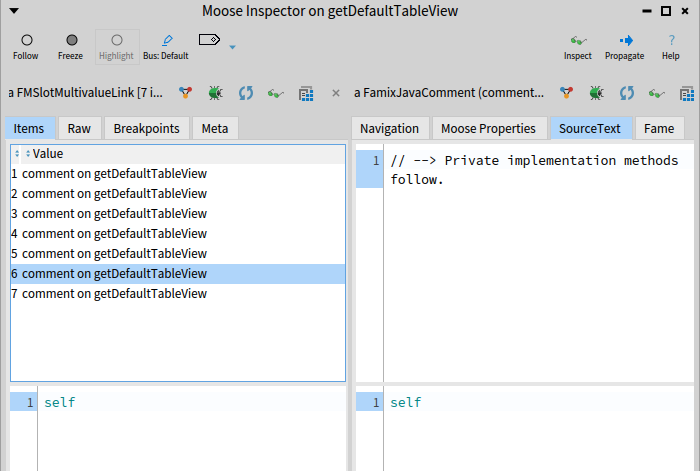 Moose Inspector on getDefaultTableView
Follow Freeze Highlight Bus: Default Inspect Propagate ? Help
a FMSlotMultivalueLink [7 i... a FamixJavaComment (comment...
Items Raw Breakpoints Meta Navigation Moose Properties SourceText Fame
Value
1 comment on getDefaultTableView
2 comment on getDefaultTableView
3 comment on getDefaultTableView
4 comment on getDefaultTableView
5 comment on getDefaultTableView
6 comment on getDefaultTableView
7 comment on getDefaultTableView
1 // --> Private implementation methods
follow.
1 self
1 self